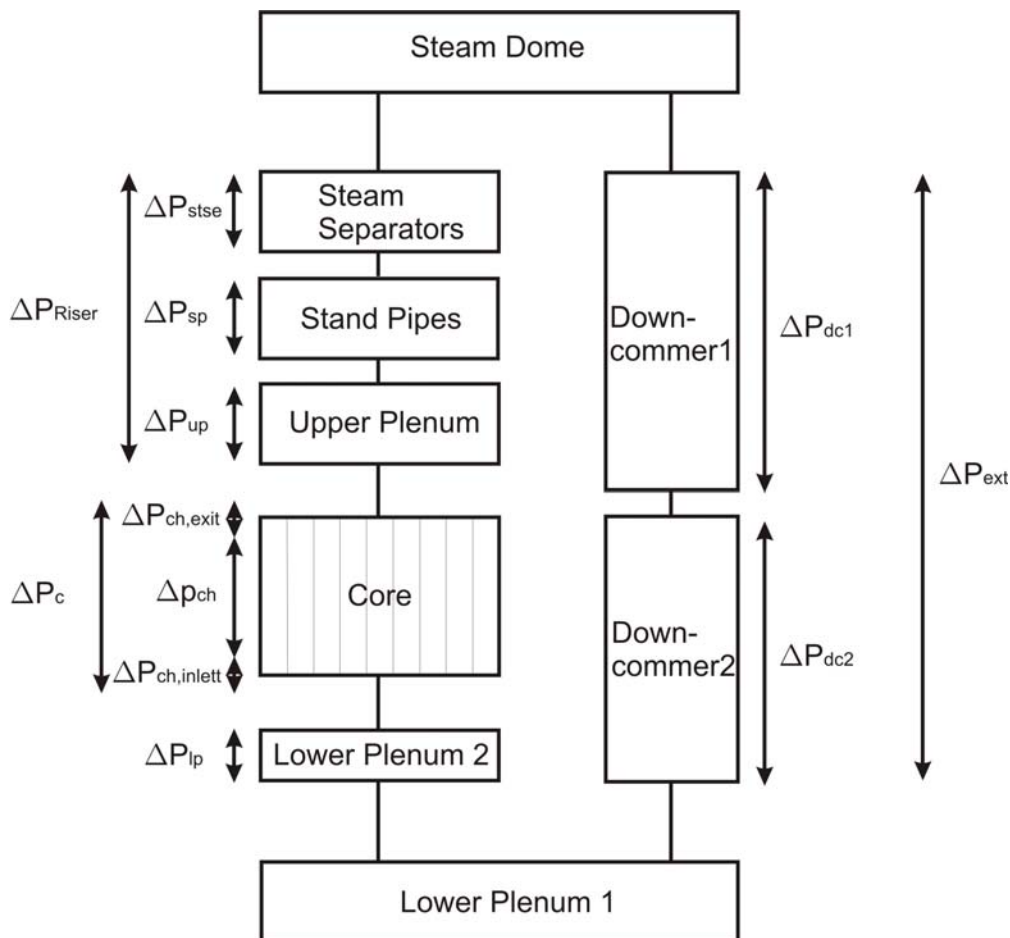 Steam Dome
Steam
Separators
ΔPstse
Stand Pipes
ΔPsp
ΔPRiser
Upper Plenum
ΔPup
Down-
commer1
ΔPdc1
ΔPext
ΔPch,exit
ΔPc
Δpch
Core
ΔPch,inlett
Down-
commer2
ΔPdc2
ΔPlp
Lower Plenum 2
Lower Plenum 1